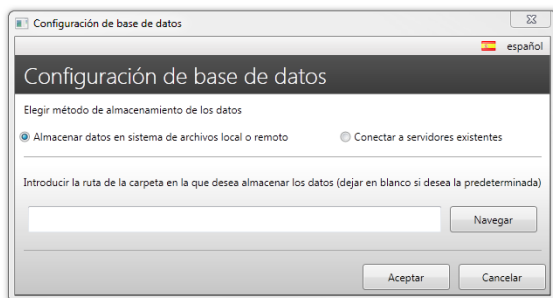 Configuración de base de datos
español
Configuración de base de datos
Elegir método de almacenamiento de los datos
Almacenar datos en sistema de archivos local o remoto
Conectar a servidores existentes
Introducir la ruta de la carpeta en la que desea almacenar los datos (dejar en blanco si desea la predeterminada)
Navegar
Aceptar
Cancelar